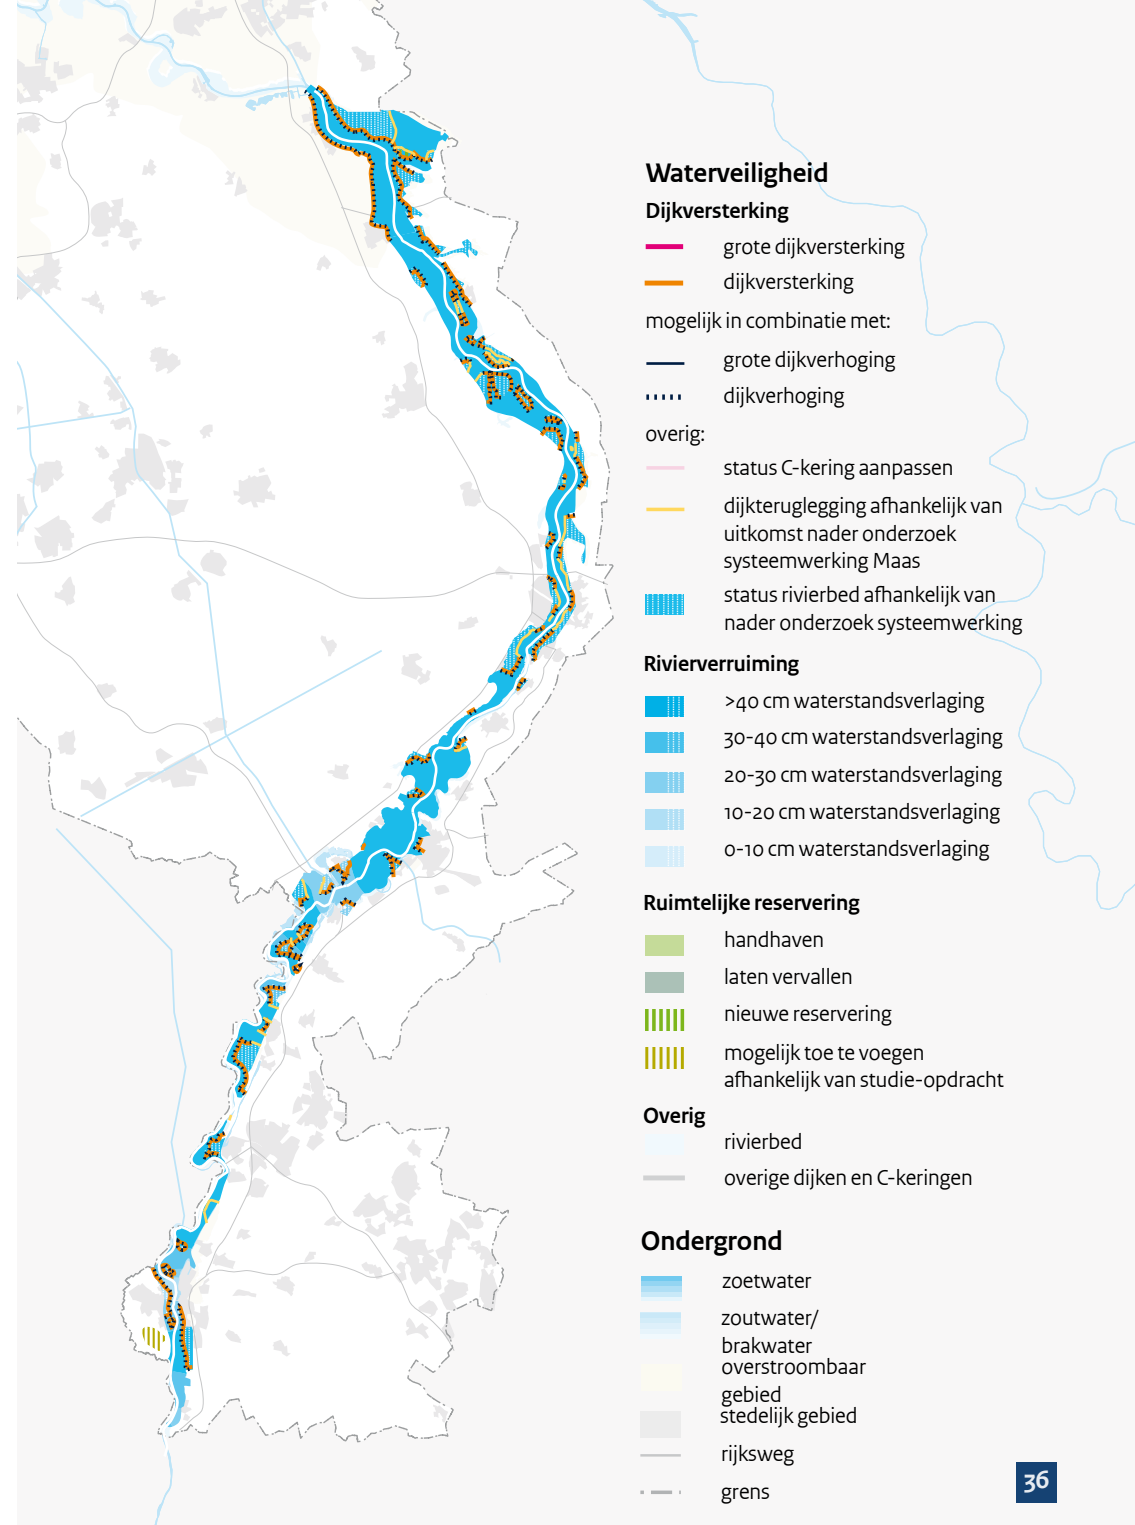 Waterveiligheid
Dijkversterking
grote dijkversterking
dijkversterking
mogelijk in combinatie met:
grote dijkverhoging
dijkverhoging
overig:
status C-kering aanpassen
dijkteruglegging afhankelijk van
uitkomst nader onderzoek
systeemwerking Maas
status rivierbed afhankelijk van
nader onderzoek systeemwerking
Rivierverruiming
>40 cm waterstandsverlaging
30-40 cm waterstandsverlaging
20-30 cm waterstandsverlaging
10-20 cm waterstandsverlaging
0-10 cm waterstandsverlaging
Ruimtelijke reservering
handhaven
laten vervallen
nieuwe reservering
mogelijk toe te voegen
afhankelijk van studie-opdracht
Overig
rivierbed
overige dijken en C-keringen
Ondergrond
zoetwater
zoutwater/
brakwater
overstroombaar
gebied
stedelijk gebied
rijksweg
grens
36